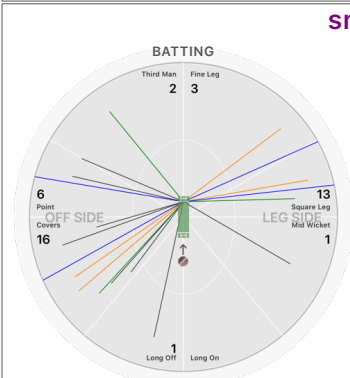 sr
BATTING
Third Man Fine Leg
2 3
6 13
Point Square Leg
OFF SIDE LEG SIDE
Covers Mid Wicket
16 1
1
Long Off Long On